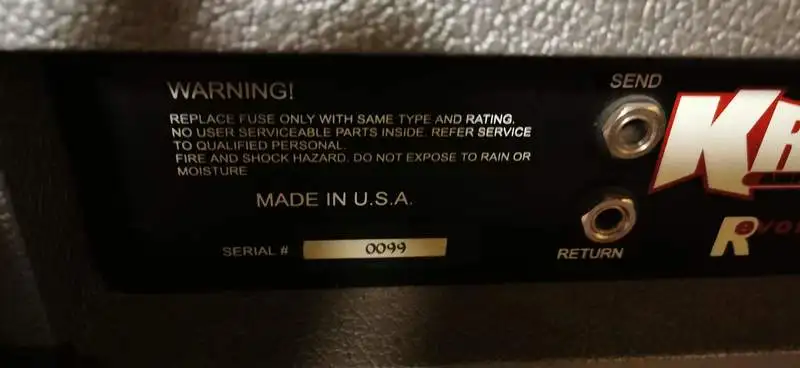 WARNING!
REPLACE FUSE ONLY WITH SAME TYPE AND RATING.
NO USER SERVICEABLE PARTS INSIDE. REFER SERVICE
TO QUALIFIED PERSONAL.
FIRE AND SHOCK HAZARD. DO NOT EXPOSE TO RAIN OR
MOISTURE
MADE IN U.S.A.
SERIAL # 0099
SEND
RETURN